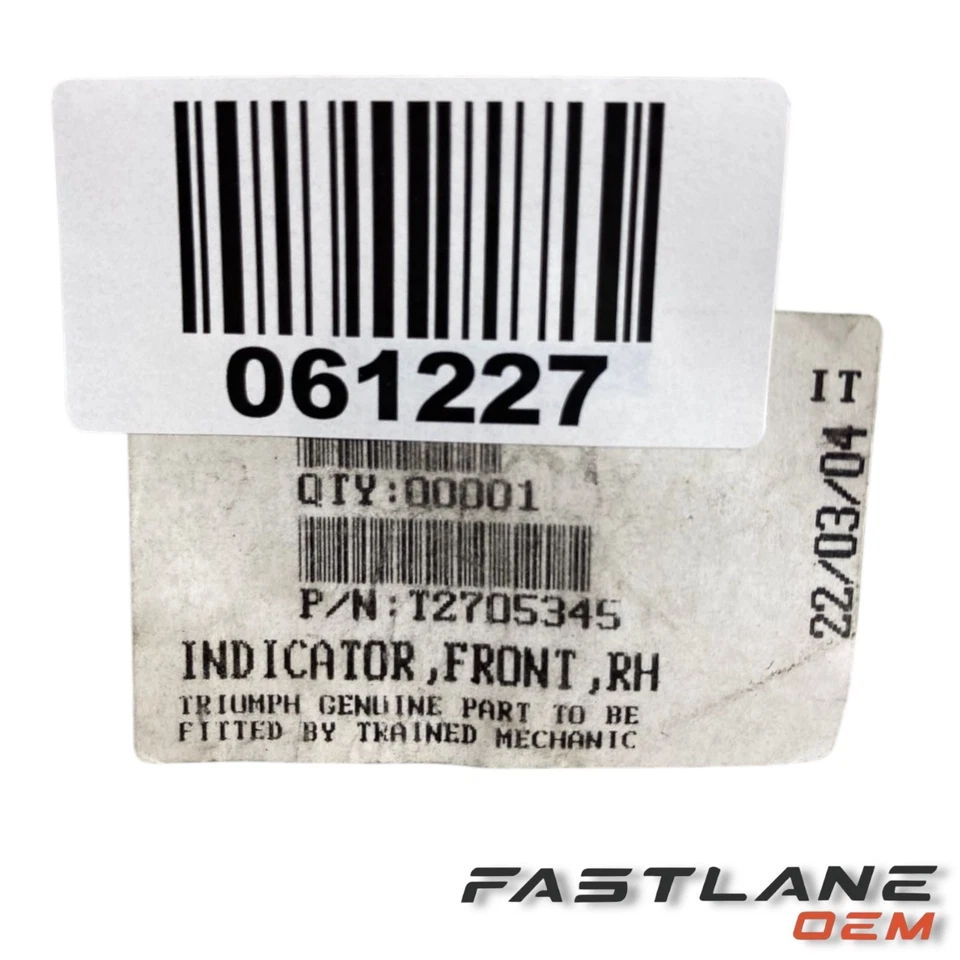 061227
IT
22/03/04
QTY:00001
P/N:T2705345
INDICATOR,FRONT,RH
TRIUMPH GENUINE PART TO BE
FITTED BY TRAINED MECHANIC
FASTLANE
OEM